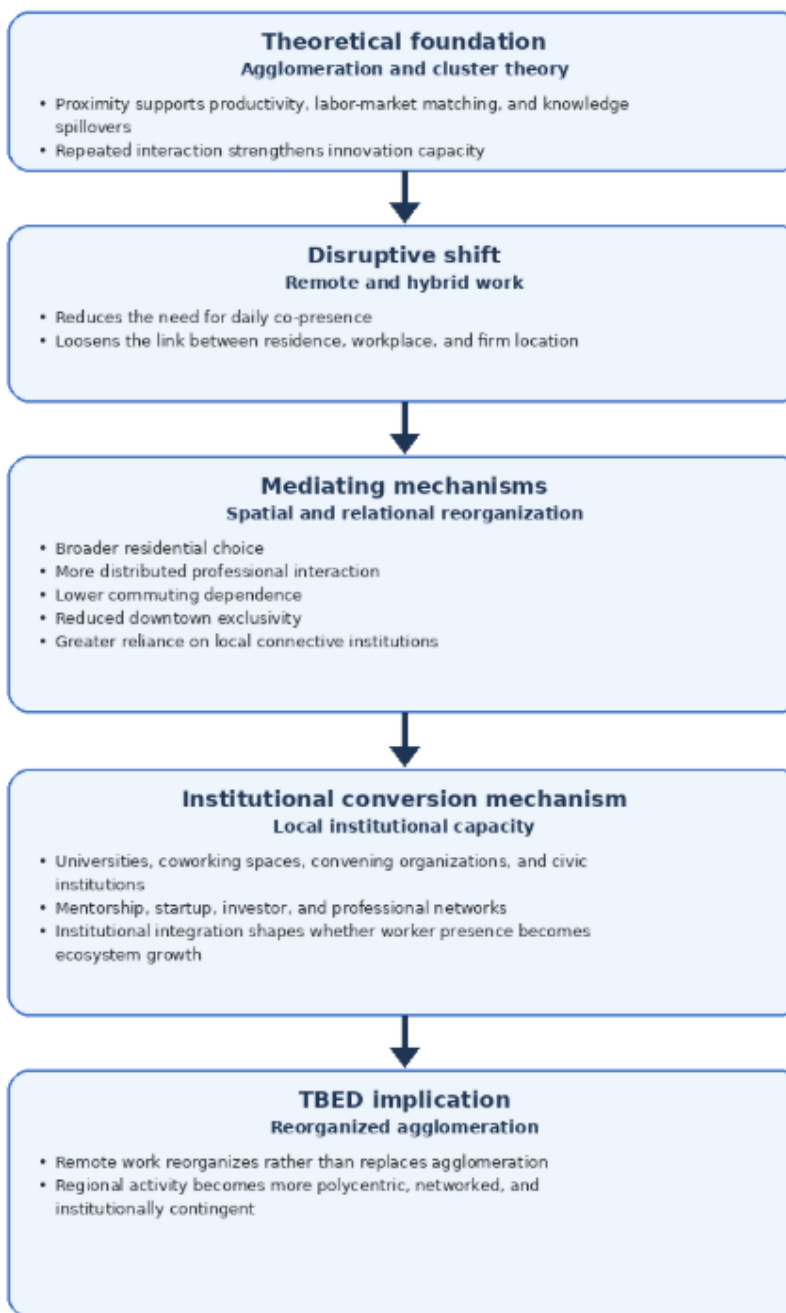 Theoretical foundation
Agglomeration and cluster theory
• Proximity supports productivity, labor-market matching, and knowledge
spillovers
• Repeated interaction strengthens innovation capacity
Disruptive shift
Remote and hybrid work
• Reduces the need for daily co-presence
• Loosens the link between residence, workplace, and firm location
Mediating mechanisms
Spatial and relational reorganization
• Broader residential choice
• More distributed professional interaction
• Lower commuting dependence
• Reduced downtown exclusivity
• Greater reliance on local connective institutions
Institutional conversion mechanism
Local institutional capacity
• Universities, coworking spaces, convening organizations, and civic
institutions
• Mentorship, startup, investor, and professional networks
• Institutional integration shapes whether worker presence becomes
ecosystem growth
TBED implication
Reorganized agglomeration
• Remote work reorganizes rather than replaces agglomeration
• Regional activity becomes more polycentric, networked, and
institutionally contingent